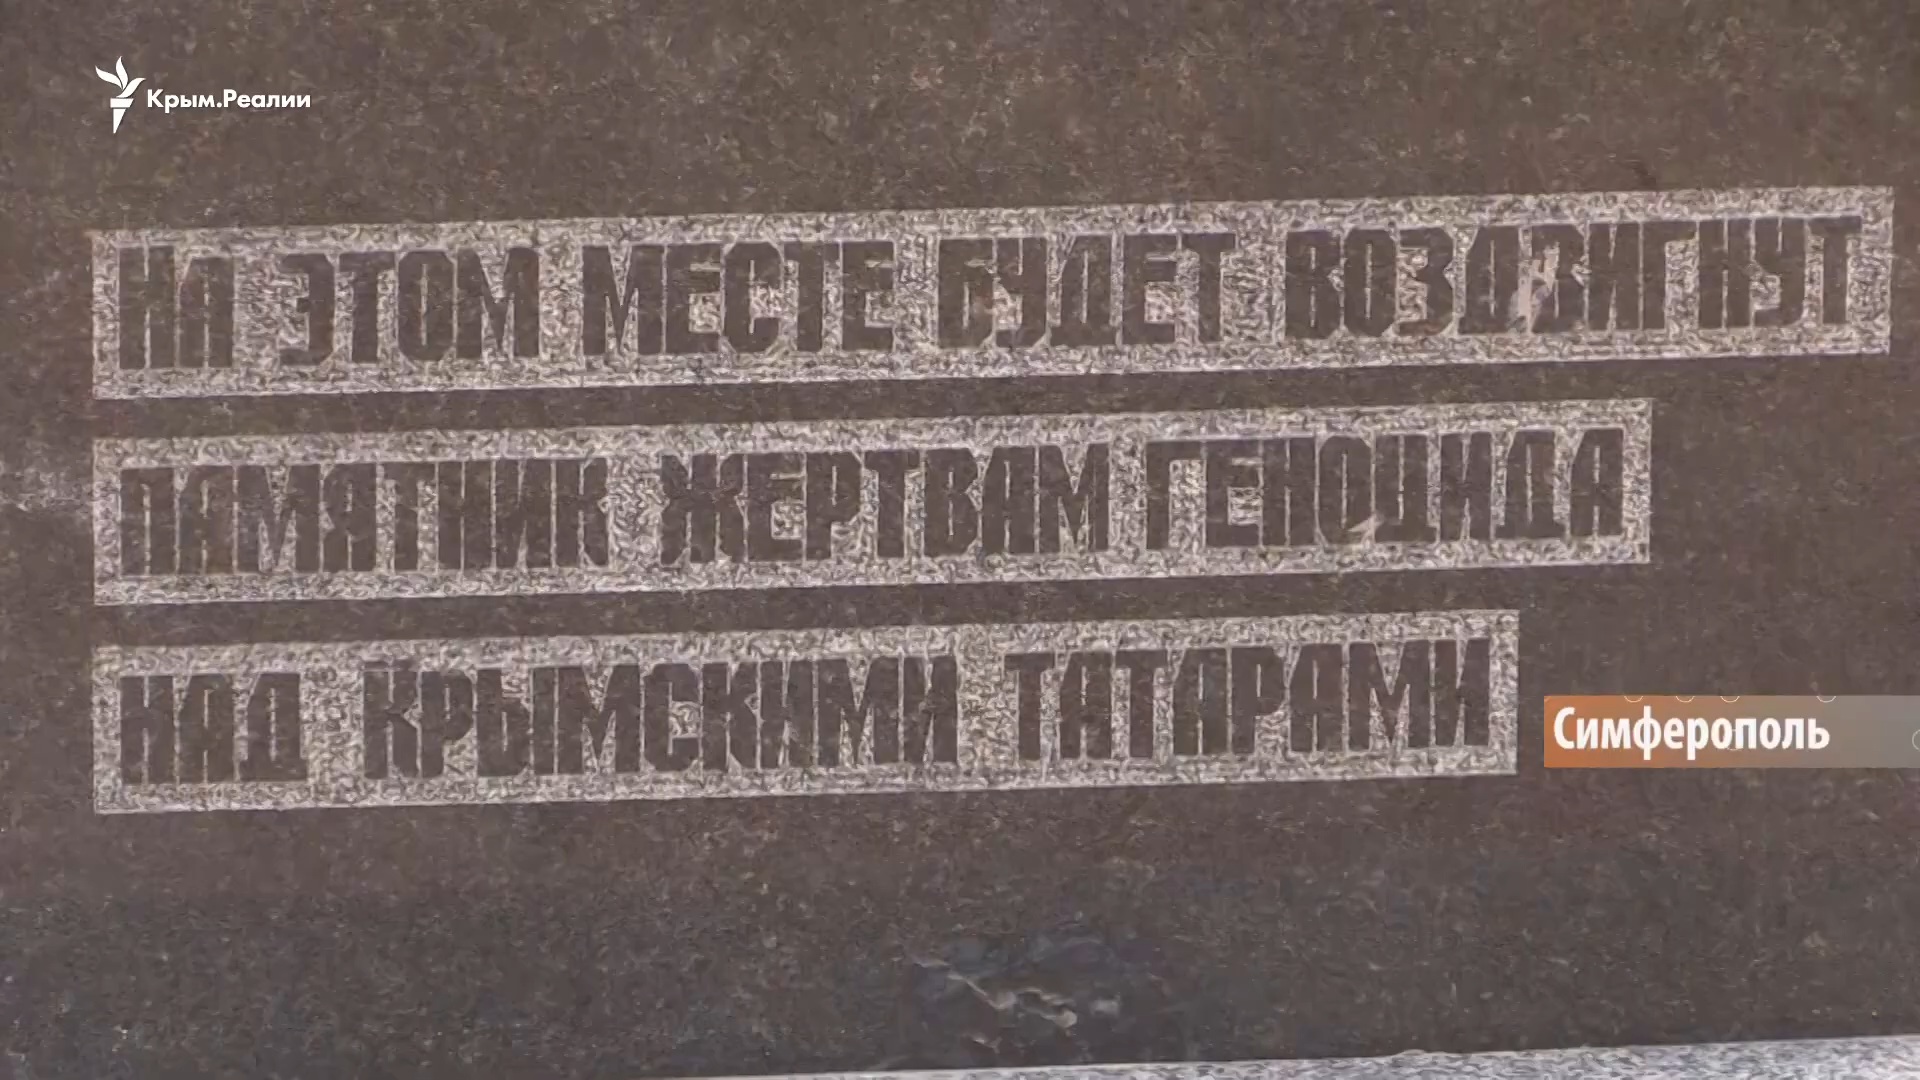 Крым.Реалии
НА ЭТОМ МЕСТЕ БУДЕТ ВОЗДВИГНУТ
ПАМЯТНИК ЖЕРТВАМ ГЕНОЦИДА
НАД КРЫМСКИМИ ТАТАРАМИ
Симферополь